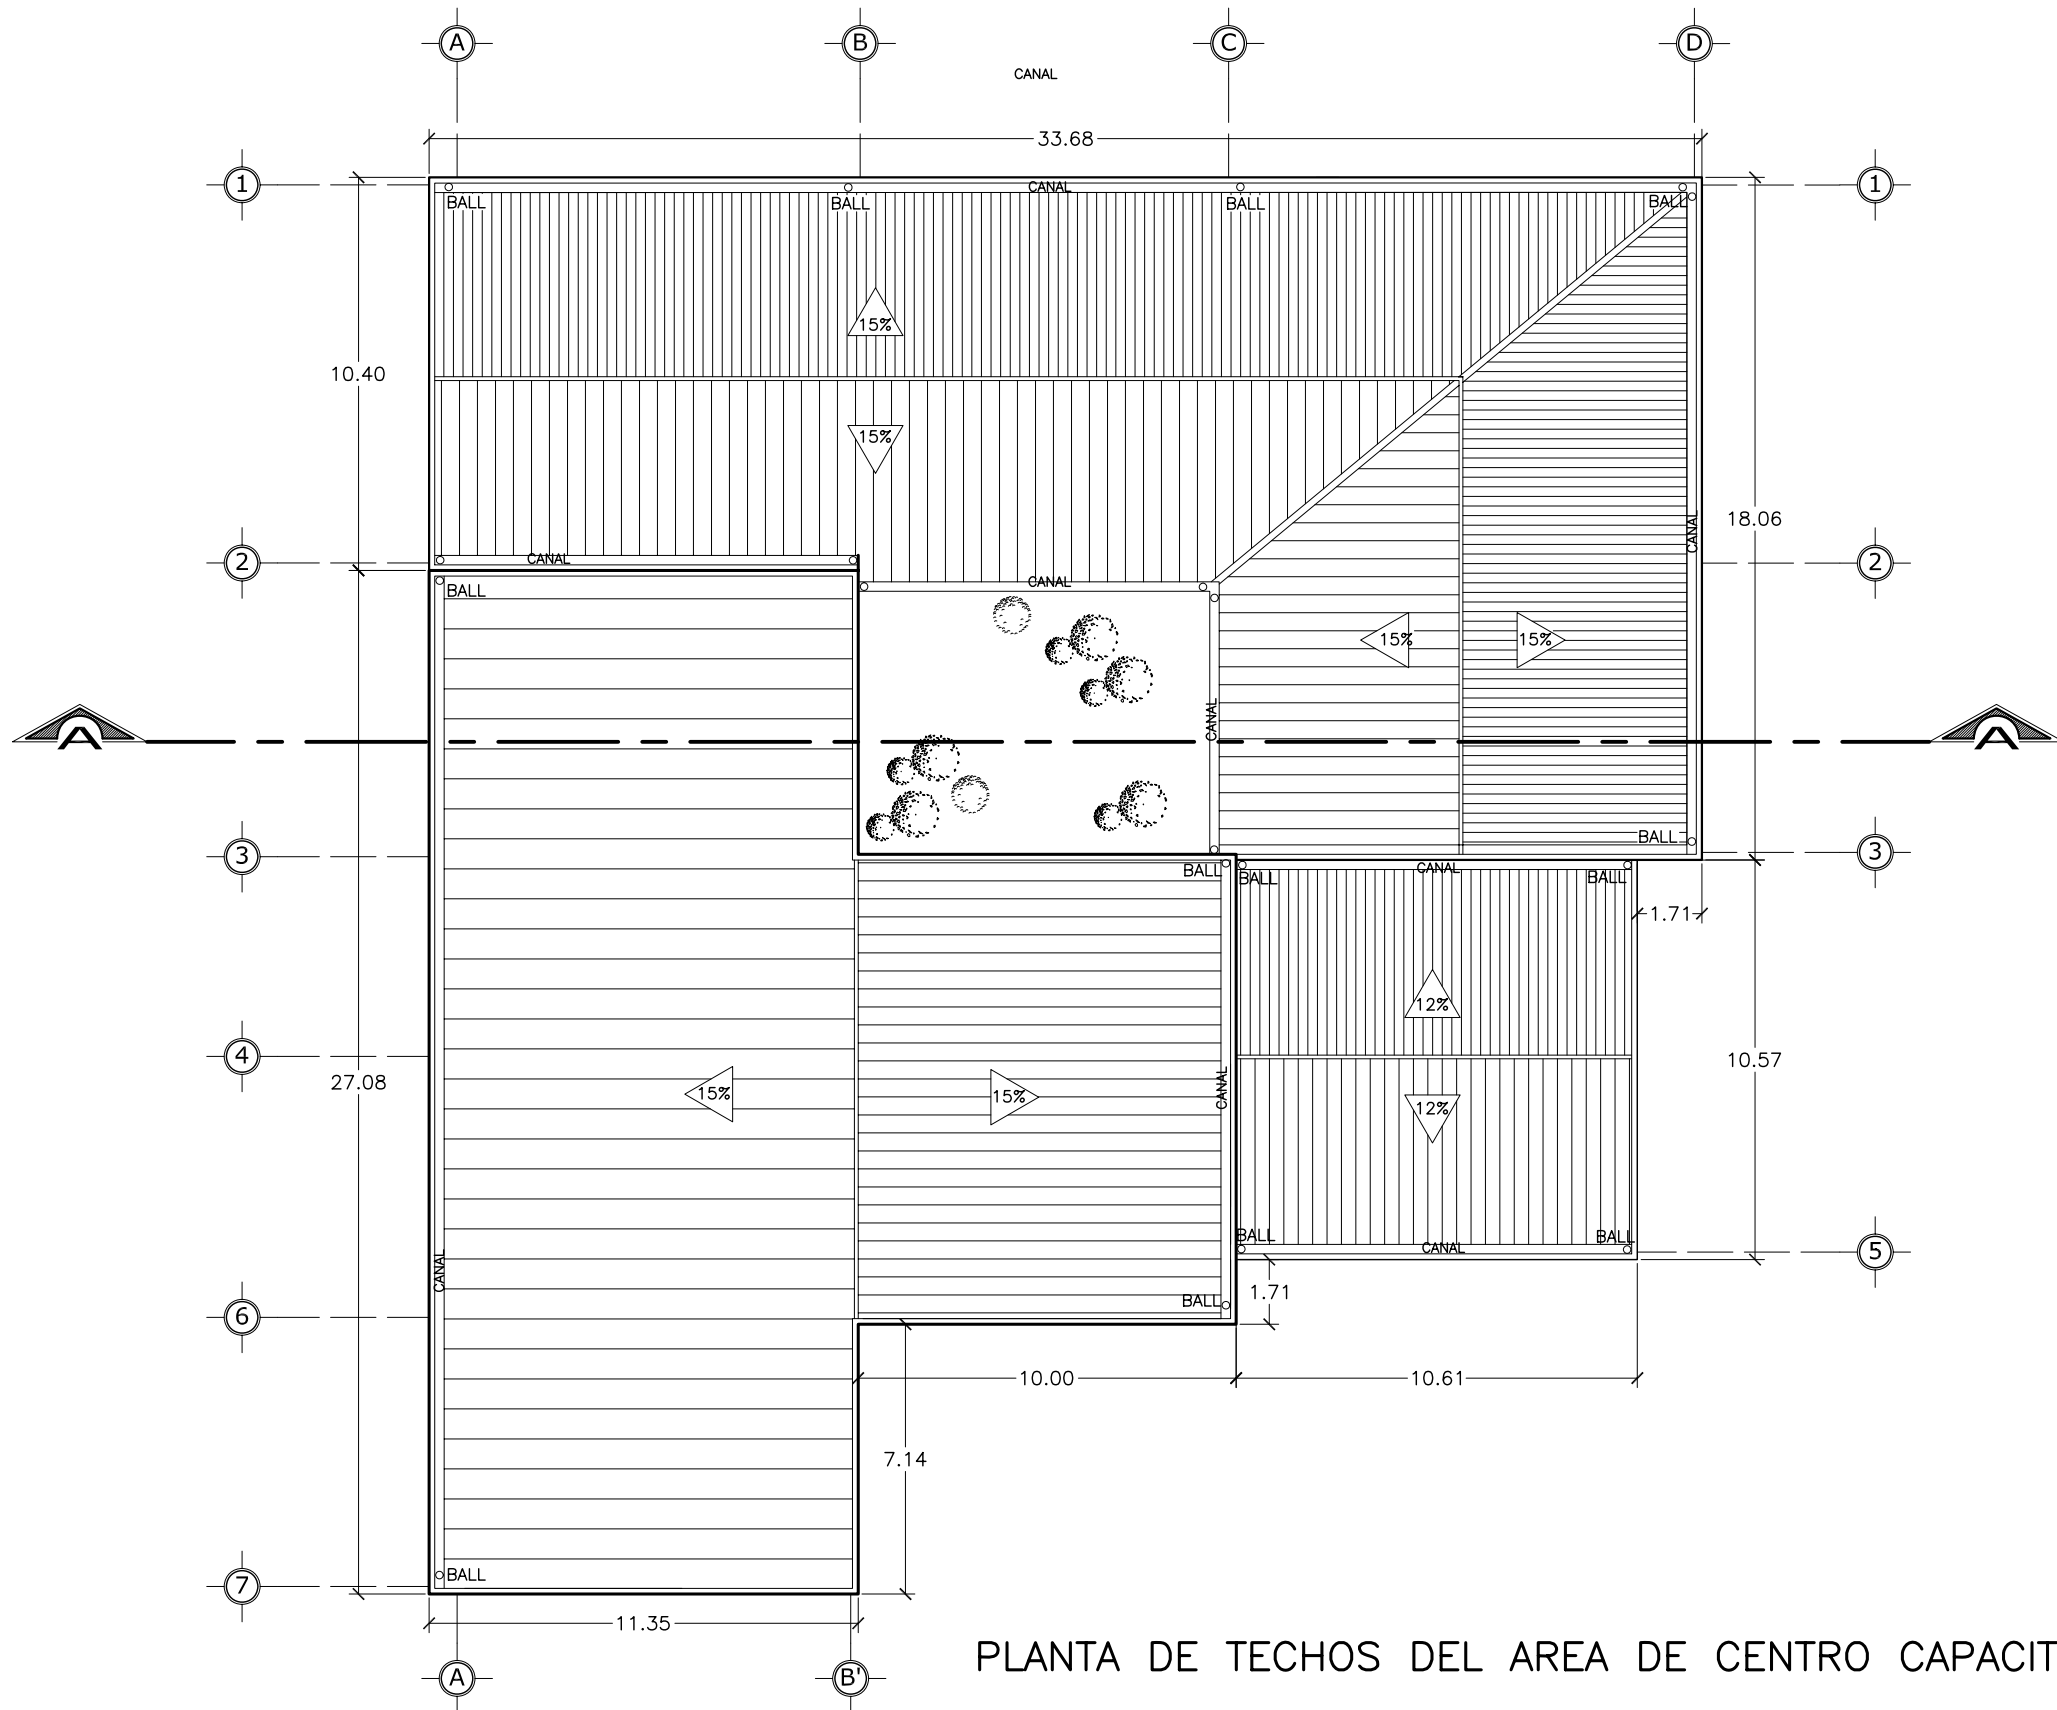 A B C D
CANAL
33.68
1 CANAL 1
BALL BALL BALL BALL
15%
10.40
15%
18.06
CANAL
2 CANAL 2
CANAL
BALL
15% 15%
CANAL
A A
BALL
3 3
BALL BALL CANAL BALL
1.71
12%
4
10.57
27.08
15% 15% CANAL 12%
BALL BALL
CANAL 5
CANAL
1.71
BALL
6
10.00 10.61
7.14
BALL
7
11.35
PLANTA DE TECHOS DEL AREA DE CENTRO CAPACIT
A B'